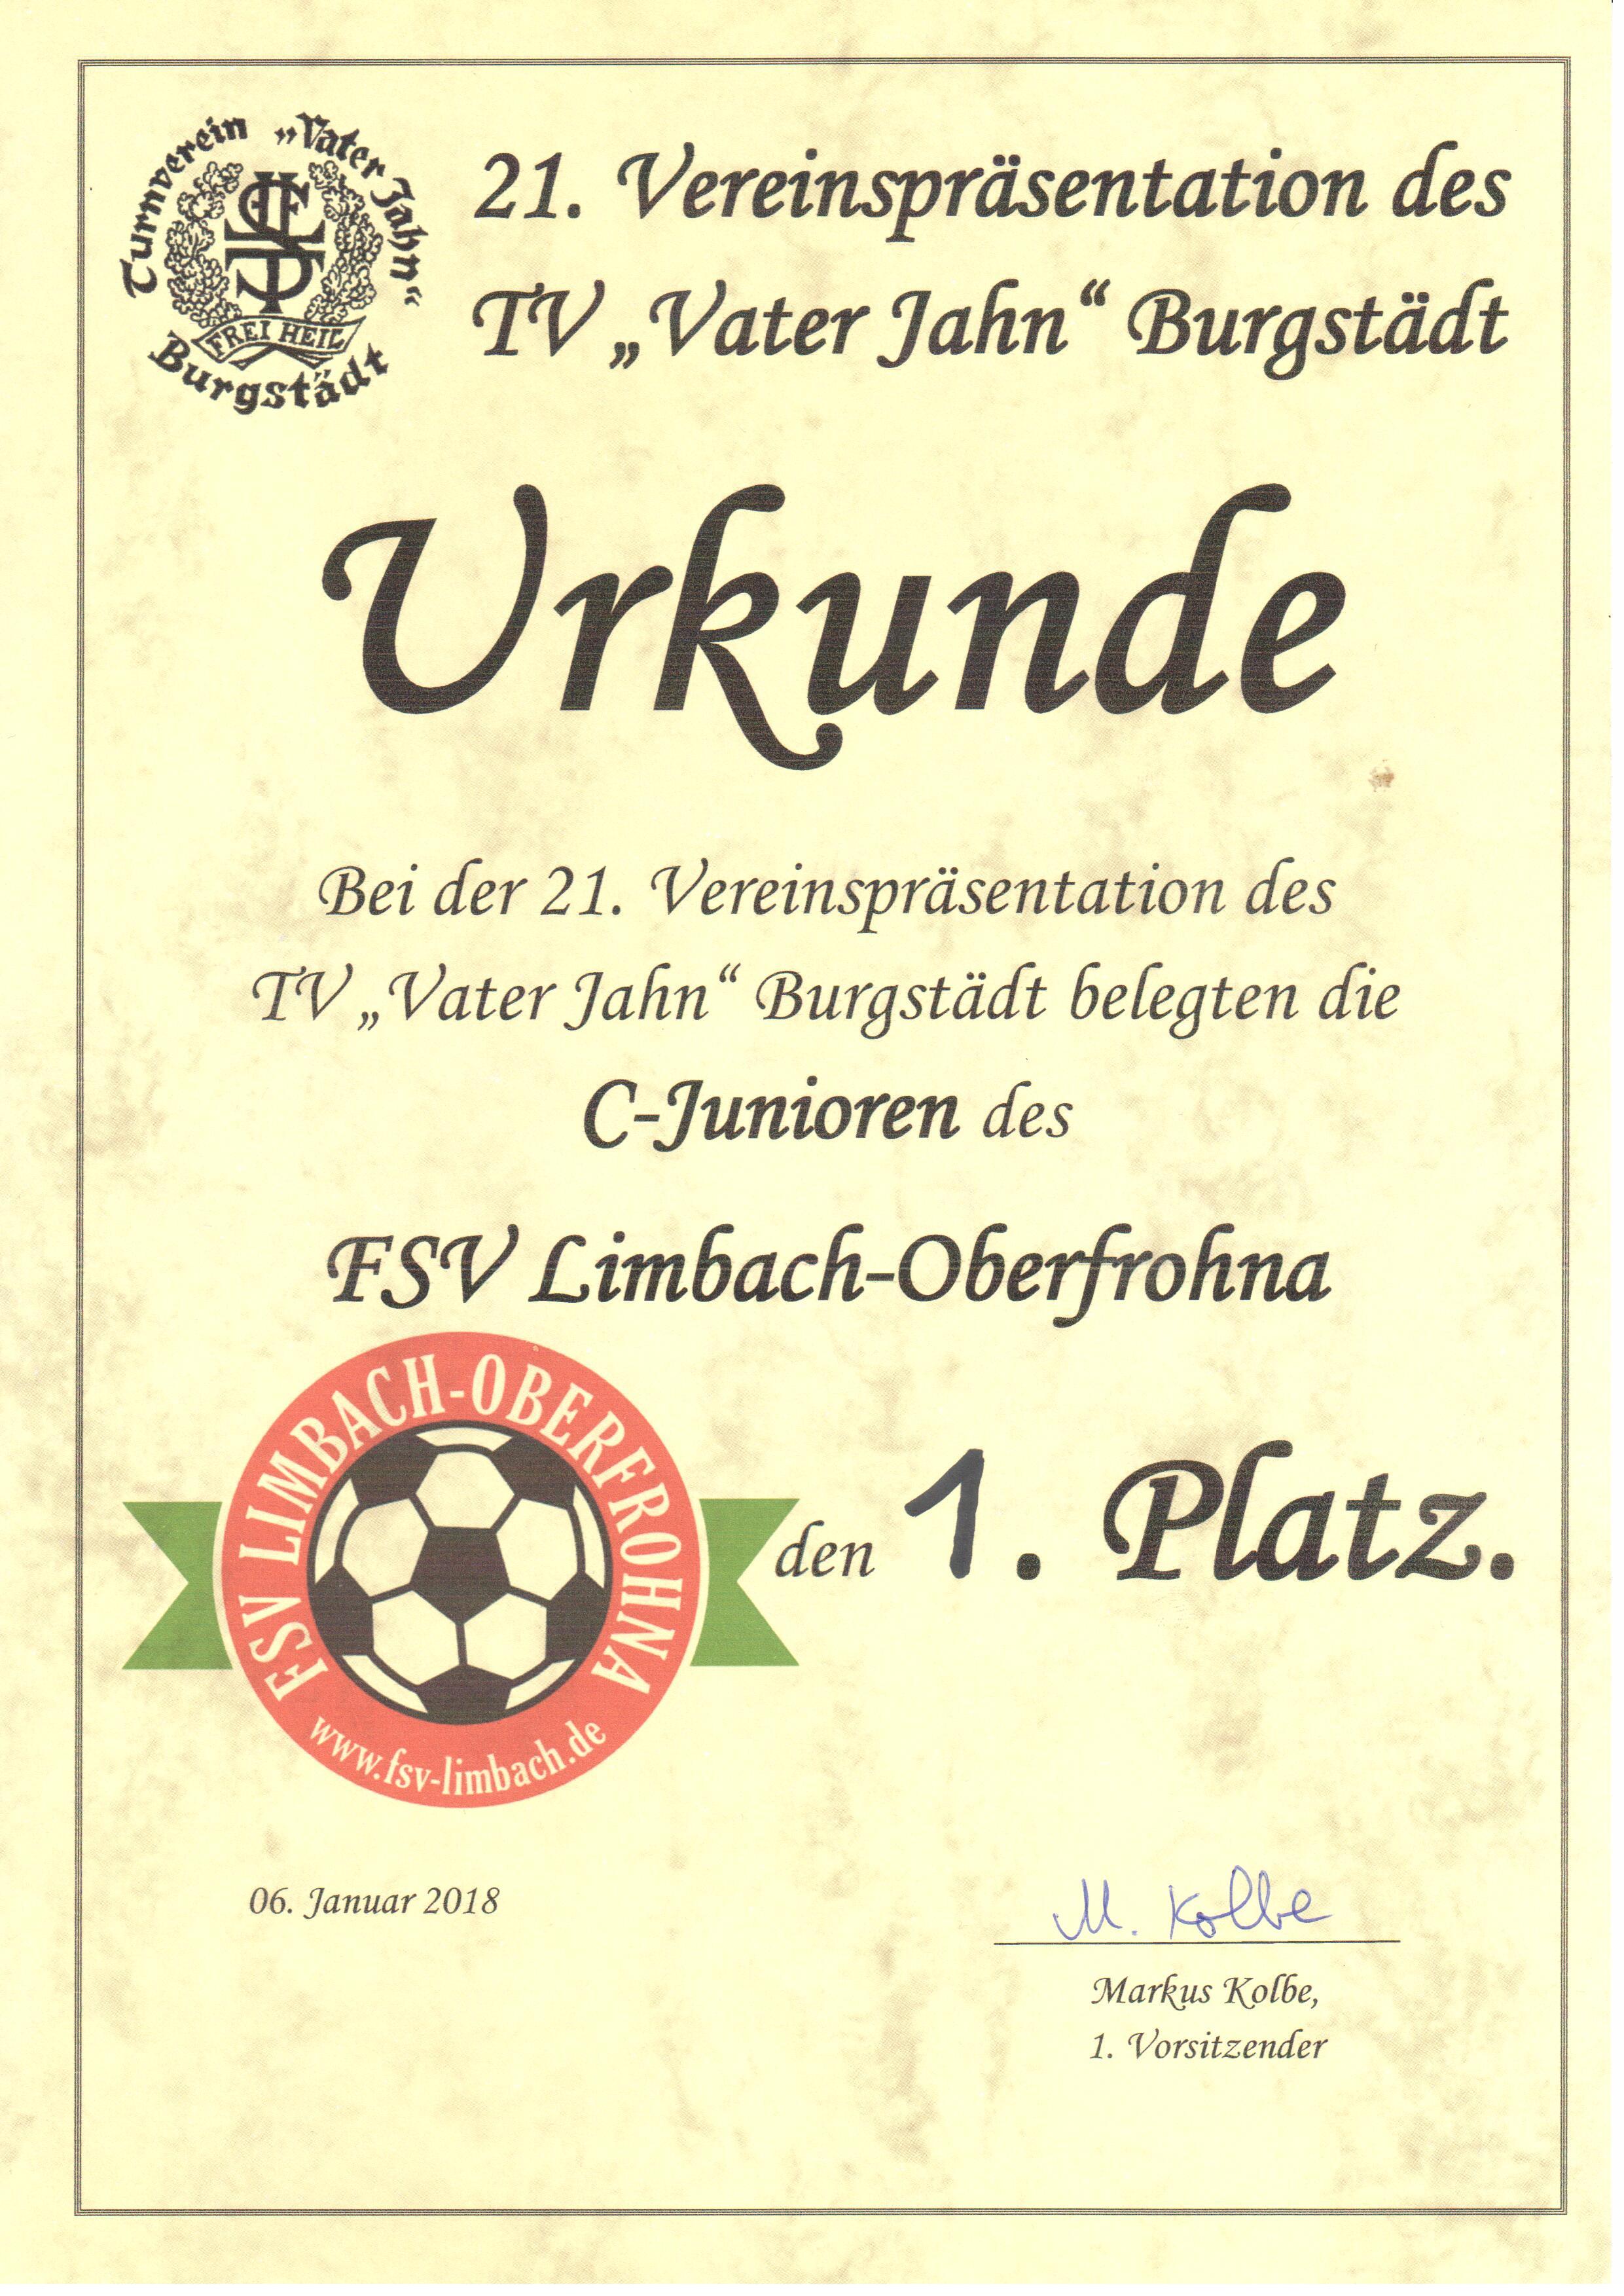 Turnverein „Vater Jahn“
FREI HEIL
Burgstädt
21. Vereinspräsentation des
TV „Vater Jahn“ Burgstädt
Urkunde
Bei der 21. Vereinspräsentation des
TV „Vater Jahn“ Burgstädt belegten die
C-Junioren des
FSV Limbach-Oberfrohna
FSV LIMBACH-OBERFROHNA
www.fsv-limbach.de
den 1. Platz.
06. Januar 2018
M. Kolbe
Markus Kolbe,
1. Vorsitzender